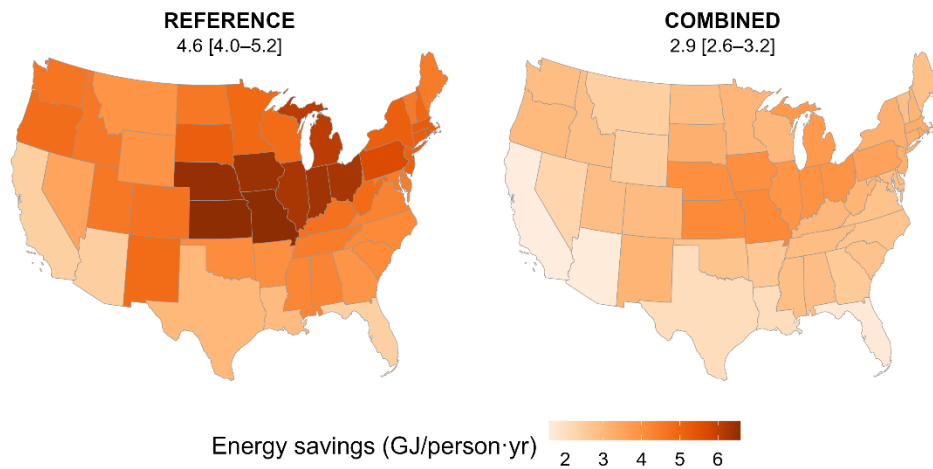 REFERENCE
4.6 [4.0–5.2]
COMBINED
2.9 [2.6–3.2]
Energy savings (GJ/person·yr)
2 3 4 5 6